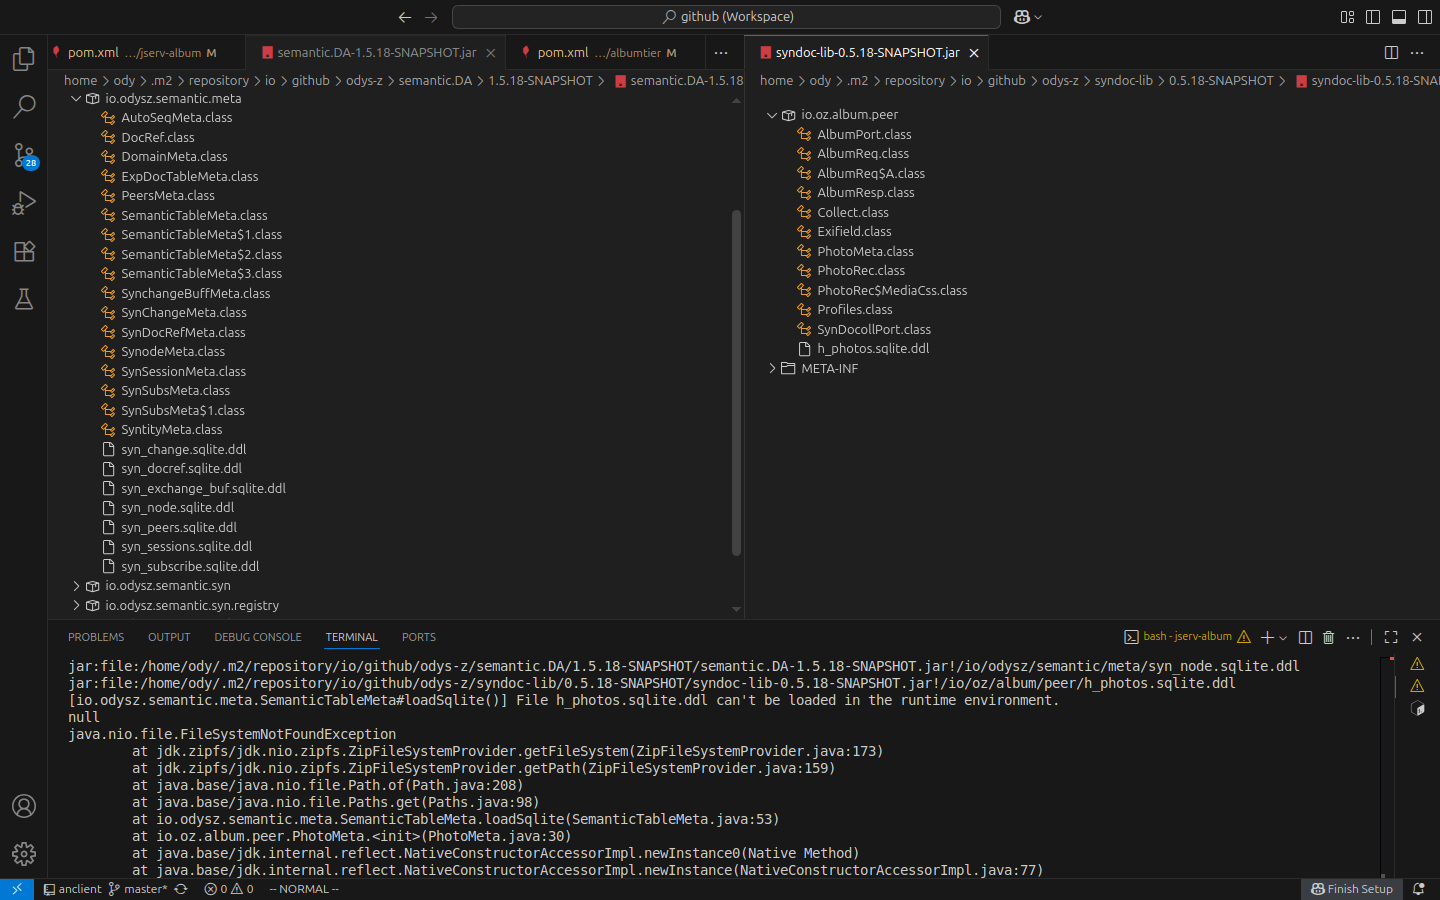 github (Workspace)
pom.xml .../jserv-album M
semantic.DA-1.5.18-SNAPSHOT.jar
pom.xml .../albumtier M
syndoc-lib-0.5.18-SNAPSHOT.jar
home > ody > .m2 > repository > io > github > odys-z > semantic.DA > 1.5.18-SNAPSHOT > semantic.DA-1.5.18
home > ody > .m2 > repository > io > github > odys-z > syndoc-lib > 0.5.18-SNAPSHOT > syndoc-lib-0.5.18-SNA
io.odysz.semantic.meta
AutoSeqMeta.class
DocRef.class
DomainMeta.class
ExpDocTableMeta.class
PeersMeta.class
SemanticTableMeta.class
SemanticTableMeta$1.class
SemanticTableMeta$2.class
SemanticTableMeta$3.class
SynchangeBuffMeta.class
SynChangeMeta.class
SynDocRefMeta.class
SynodeMeta.class
SynSessionMeta.class
SynSubsMeta.class
SynSubsMeta$1.class
SyntityMeta.class
syn_change.sqlite.ddl
syn_docref.sqlite.ddl
syn_exchange_buf.sqlite.ddl
syn_node.sqlite.ddl
syn_peers.sqlite.ddl
syn_sessions.sqlite.ddl
syn_subscribe.sqlite.ddl
io.odysz.semantic.syn
io.odysz.semantic.syn.registry
io.oz.album.peer
AlbumPort.class
AlbumReq.class
AlbumReq$A.class
AlbumResp.class
Collect.class
Exifield.class
PhotoMeta.class
PhotoRec.class
PhotoRec$MediaCss.class
Profiles.class
SynDocollPort.class
h_photos.sqlite.ddl
META-INF
28
PROBLEMS OUTPUT DEBUG CONSOLE TERMINAL PORTS
bash - jserv-album
jar:file:/home/ody/.m2/repository/io/github/odys-z/semantic.DA/1.5.18-SNAPSHOT/semantic.DA-1.5.18-SNAPSHOT.jar!/io/odysz/semantic/meta/syn_node.sqlite.ddl
jar:file:/home/ody/.m2/repository/io/github/odys-z/syndoc-lib/0.5.18-SNAPSHOT/syndoc-lib-0.5.18-SNAPSHOT.jar!/io/oz/album/peer/h_photos.sqlite.ddl
[io.odysz.semantic.meta.SemanticTableMeta#loadSqlite()] File h_photos.sqlite.ddl can't be loaded in the runtime environment.
null
java.nio.file.FileSystemNotFoundException
at jdk.zipfs/jdk.nio.zipfs.ZipFileSystemProvider.getFileSystem(ZipFileSystemProvider.java:173)
at jdk.zipfs/jdk.nio.zipfs.ZipFileSystemProvider.getPath(ZipFileSystemProvider.java:159)
at java.base/java.nio.file.Path.of(Path.java:208)
at java.base/java.nio.file.Paths.get(Paths.java:98)
at io.odysz.semantic.meta.SemanticTableMeta.loadSqlite(SemanticTableMeta.java:53)
at io.oz.album.peer.PhotoMeta.<init>(PhotoMeta.java:30)
at java.base/jdk.internal.reflect.NativeConstructorAccessorImpl.newInstance0(Native Method)
at java.base/jdk.internal.reflect.NativeConstructorAccessorImpl.newInstance(NativeConstructorAccessorImpl.java:77)
anclient master* 0 0 -- NORMAL -- Finish Setup